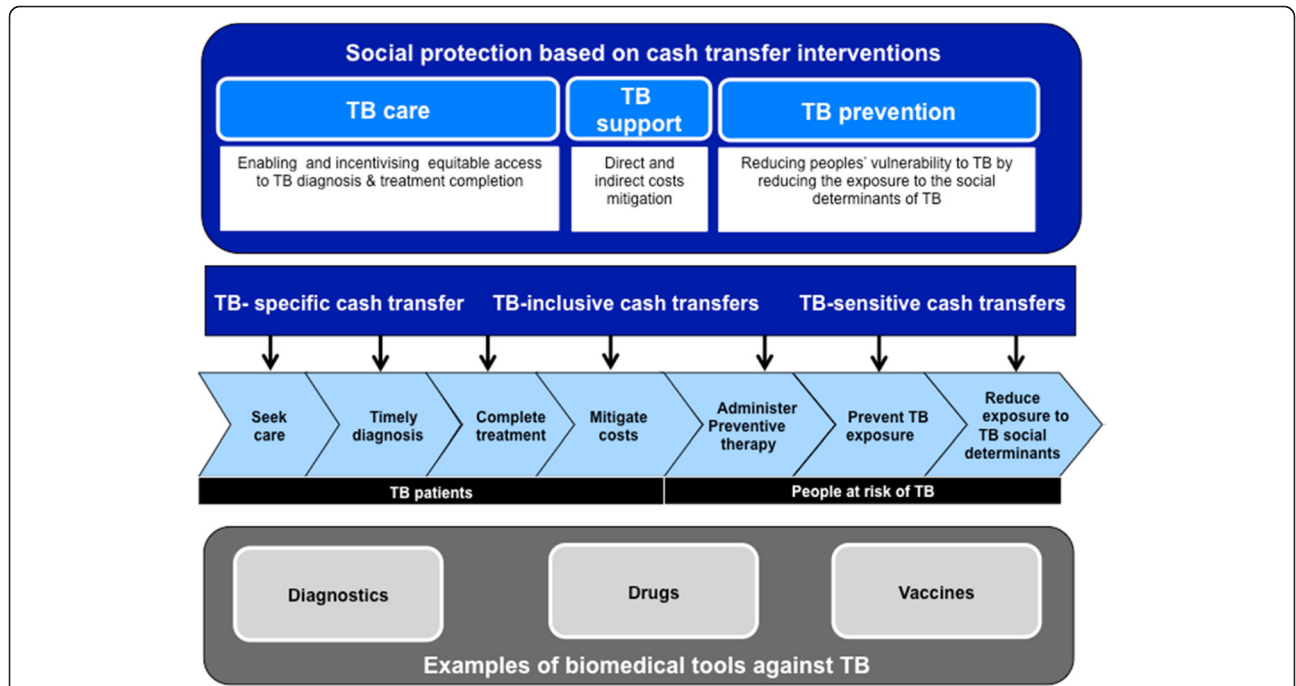 Social protection based on cash transfer interventions
TB care
TB
support
TB prevention
Enabling and incentivising equitable access
to TB diagnosis & treatment completion
Direct and
indirect costs
mitigation
Reducing peoples' vulnerability to TB by
reducing the exposure to the social
determinants of TB
TB- specific cash transfer
TB-inclusive cash transfers
TB-sensitive cash transfers
Seek
care
Timely
diagnosis
Complete
treatment
Mitigate
costs
Administer
Preventive
therapy
Prevent TB
exposure
Reduce
exposure to
TB social
determinants
TB patients
People at risk of TB
Diagnostics
Drugs
Vaccines
Examples of biomedical tools against TB